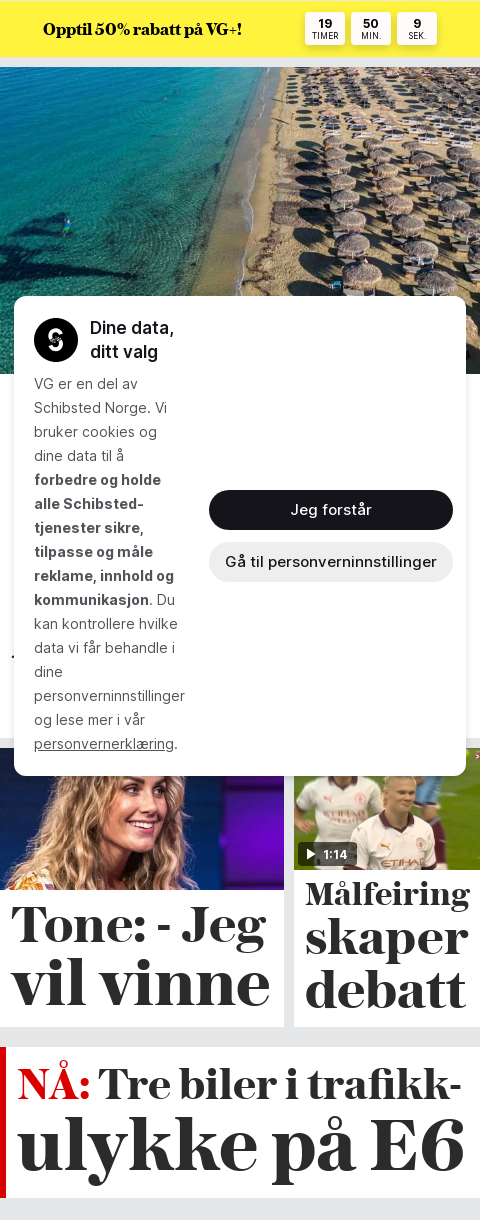 Opptil 50% rabatt på VG+!
19 50 9
TIMER MIN. SEK.
Dine data,
ditt valg
VG er en del av
Schibsted Norge. Vi
bruker cookies og
dine data til å
forbedre og holde
alle Schibsted-
tjenester sikre,
tilpasse og måle
reklame, innhold og
kommunikasjon. Du
kan kontrollere hvilke
data vi får behandle i
dine
personverninnstillinger
og lese mer i vår
personvernerklæring.
Jeg forstår
Gå til personverninnstillinger
1:14
ETIHAD
Tone: - Jeg
vil vinne
Målfeiring
skaper
debatt
NÅ: Tre biler i trafikk-
ulykke på E6